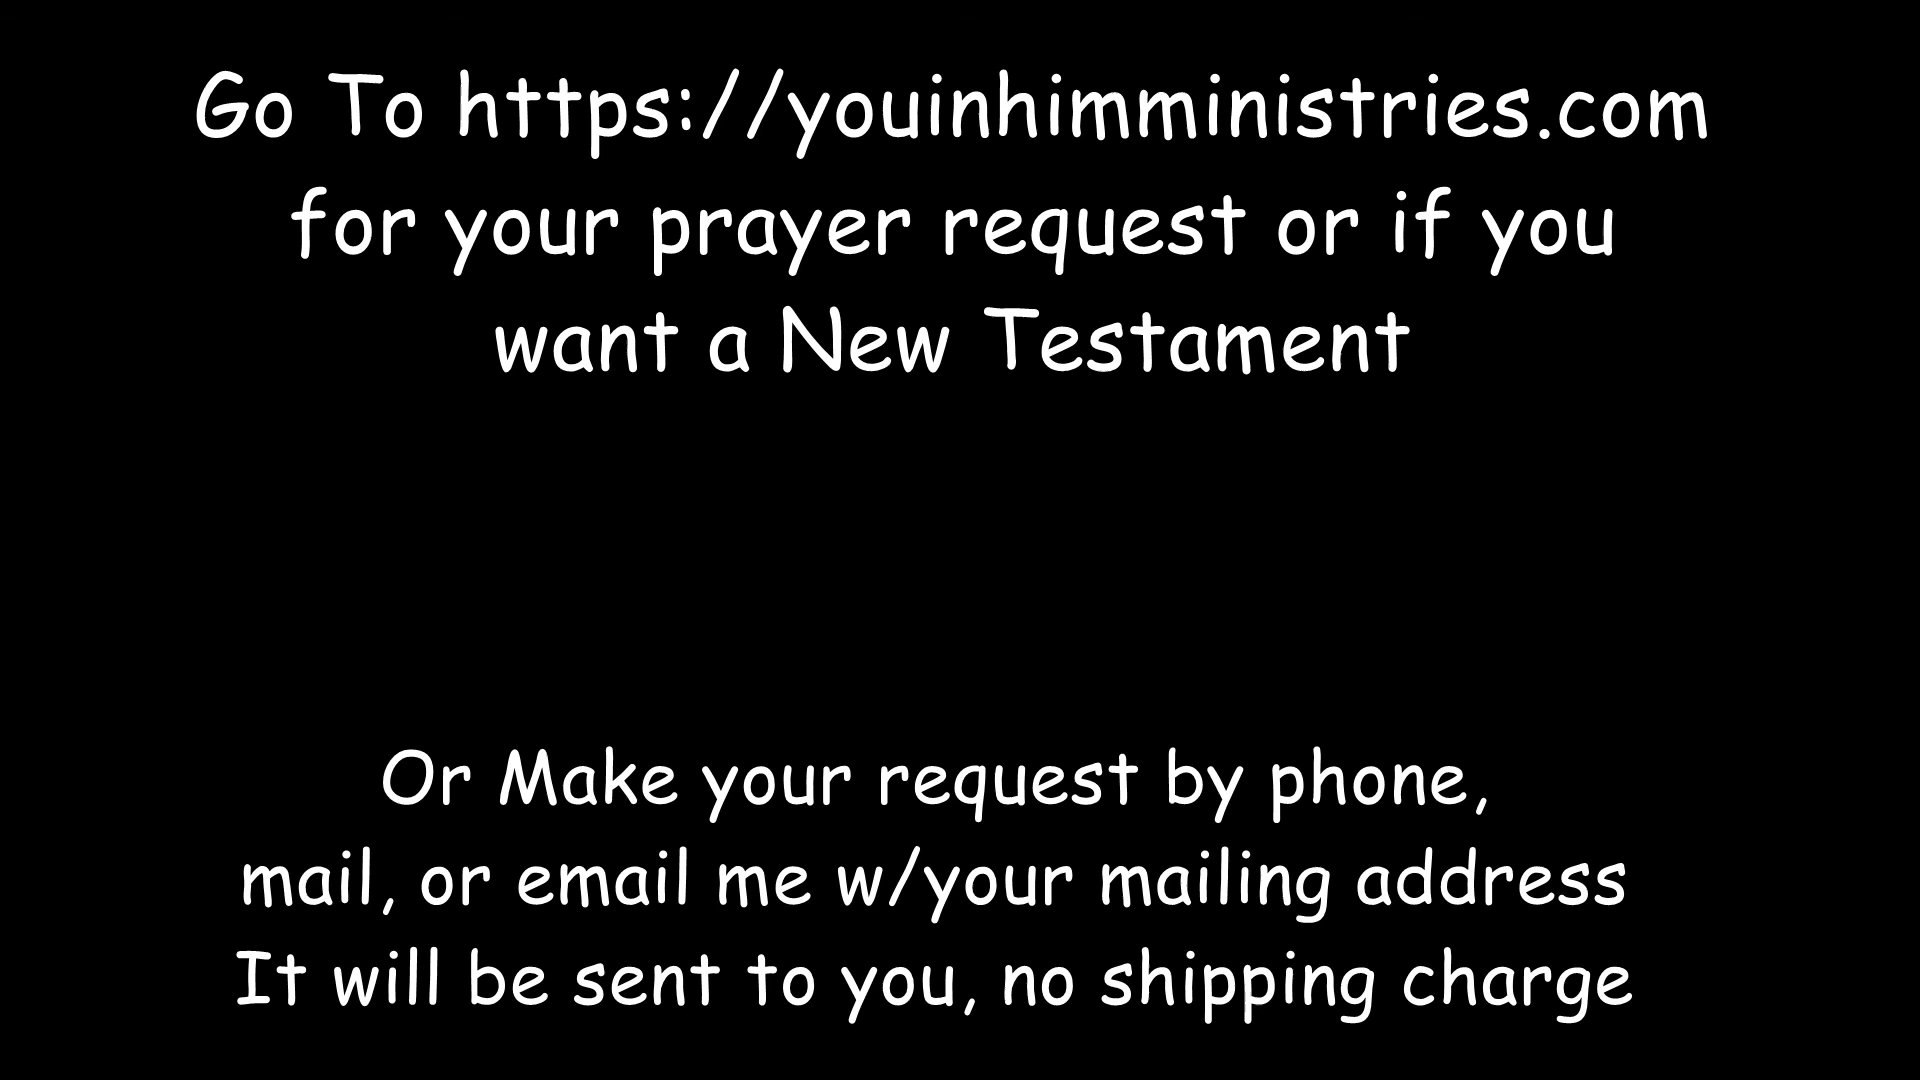 Go To https://youinhimministries.com
for your prayer request or if you
want a New Testament
Or Make your request by phone,
mail, or email me w/your mailing address
It will be sent to you, no shipping charge